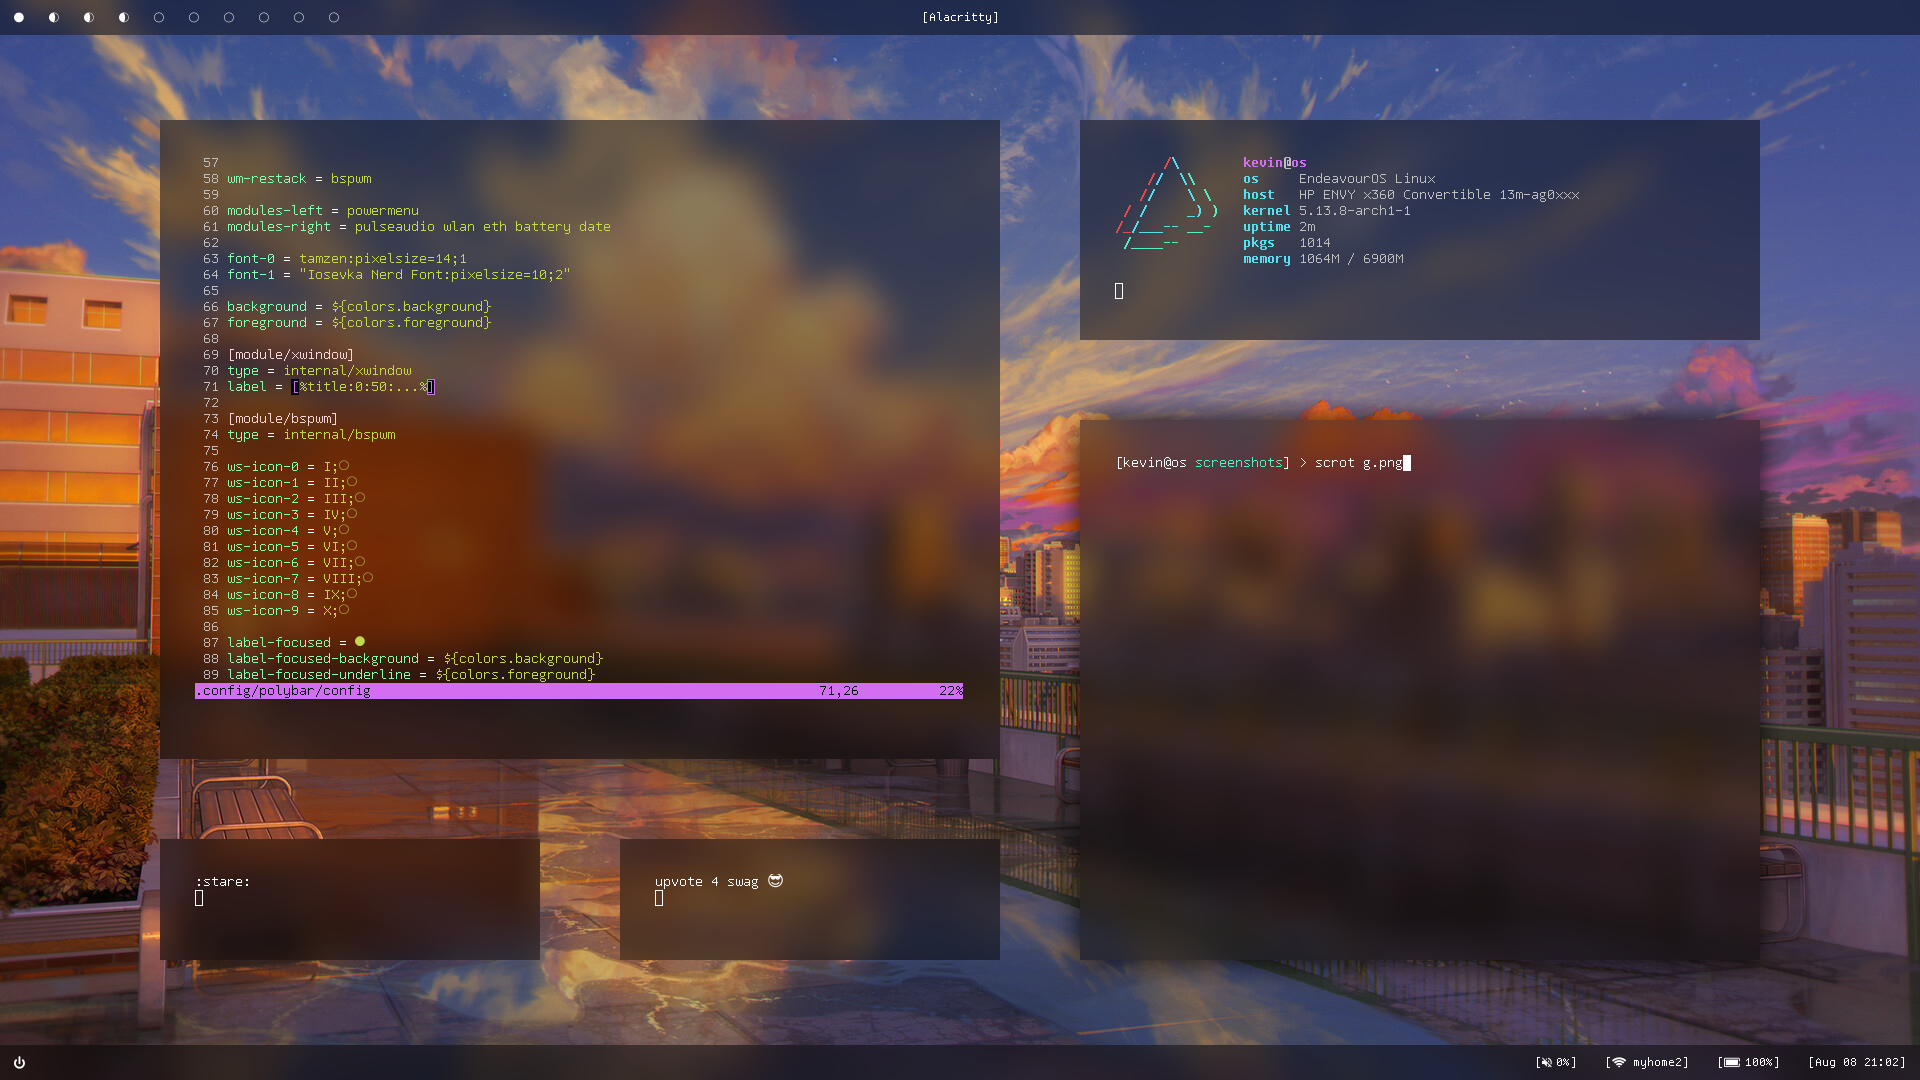 [Alacritty]
57
58 wm-restack = bspwm
59
60 modules-left = powermenu
61 modules-right = pulseaudio wlan eth battery date
62
63 font-0 = tamzen:pixelsize=14;1
64 font-1 = "Iosevka Nerd Font:pixelsize=10;2"
65
66 background = ${colors.background}
67 foreground = ${colors.foreground}
68
69 [module/xwindow]
70 type = internal/xwindow
71 label = [%title:0:50:...%]
72
73 [module/bspwm]
74 type = internal/bspwm
75
76 ws-icon-0 = I;○
77 ws-icon-1 = II;○
78 ws-icon-2 = III;○
79 ws-icon-3 = IV;○
80 ws-icon-4 = V;○
81 ws-icon-5 = VI;○
82 ws-icon-6 = VII;○
83 ws-icon-7 = VIII;○
84 ws-icon-8 = IX;○
85 ws-icon-9 = X;○
86
87 label-focused = ●
88 label-focused-background = ${colors.background}
89 label-focused-underline = ${colors.foreground}
.config/polybar/config 71,26 22%
kevin@os
os EndeavourOS Linux
host HP ENVY x360 Convertible 13m-ag0xxx
kernel 5.13.8-arch1-1
uptime 2m
pkgs 1014
memory 1064M / 6900M
[kevin@os screenshots] > scrot g.png
:stare:
upvote 4 swag 😎
[0%] [myhome2] [100%] [Aug 08 21:02]